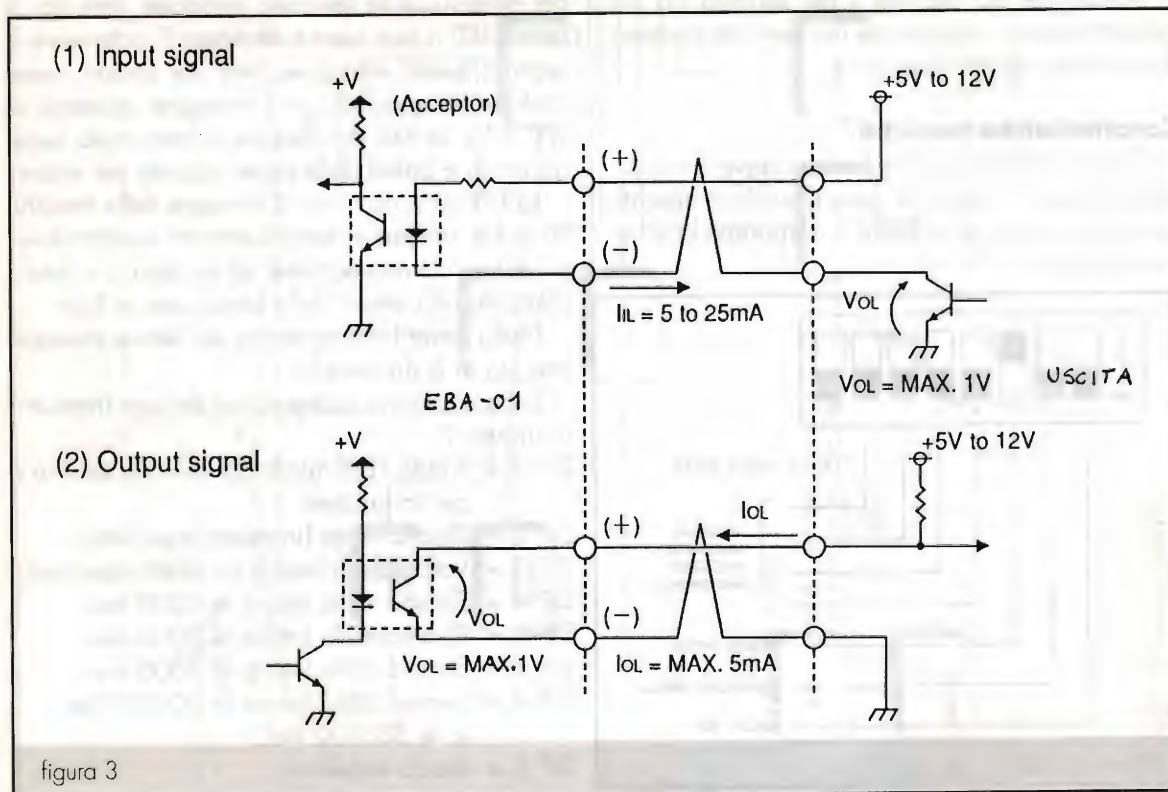 (1) Input signal
+V
(Acceptor)
+5V to 12V
(+)
(-)
IIL = 5 to 25mA
VOL
VOL = MAX. 1V
USCITA
EBA-01
(2) Output signal
+V
+5V to 12V
(+)
IOL
(-)
VOL
VOL = MAX.1V
IOL = MAX. 5mA
figura 3